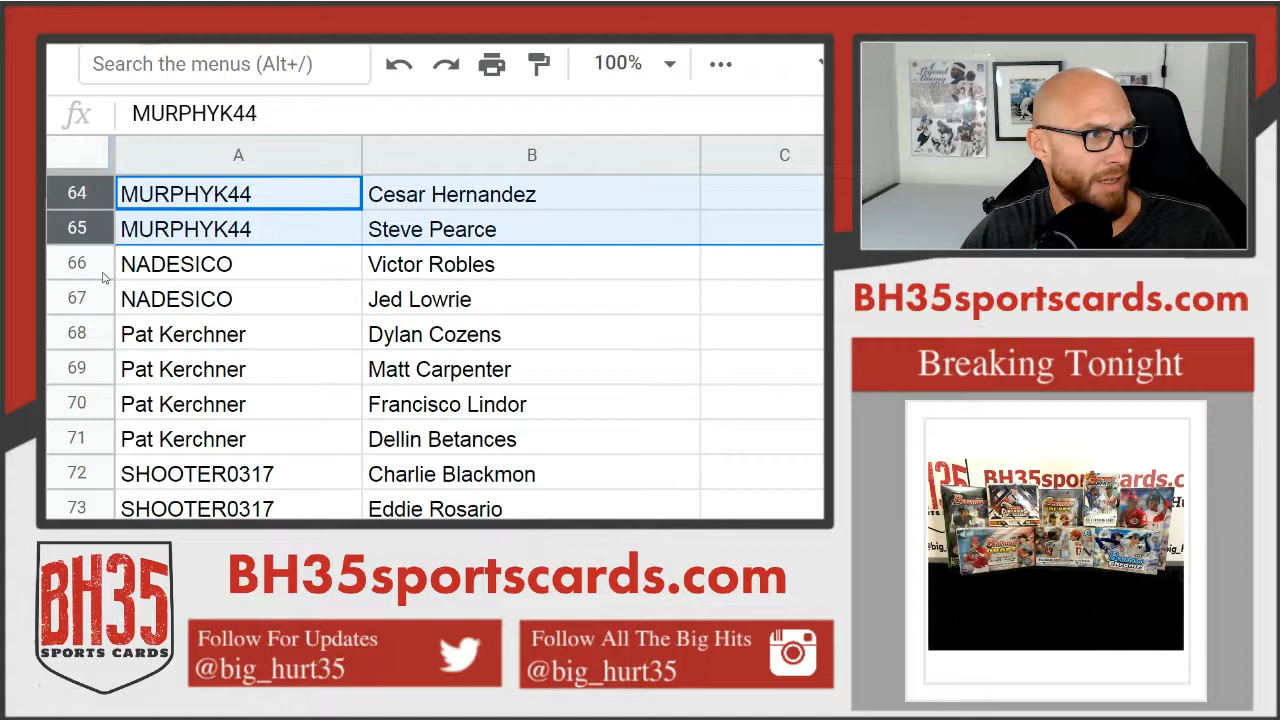 Search the menus (Alt+/)
100%
fx
MURPHYK44
A
B
C
64 MURPHYK44 Cesar Hernandez
65 MURPHYK44 Steve Pearce
66 NADESICO Victor Robles
67 NADESICO Jed Lowrie
68 Pat Kerchner Dylan Cozens
69 Pat Kerchner Matt Carpenter
70 Pat Kerchner Francisco Lindor
71 Pat Kerchner Dellin Betances
72 SHOOTER0317 Charlie Blackmon
73 SHOOTER0317 Eddie Rosario
BH35sportscards.com
Breaking Tonight
BH35sportscards.com
BH35
SPORTS CARDS
BH35sportscards.com
Follow For Updates
@big_hurt35
Follow All The Big Hits
@big_hurt35